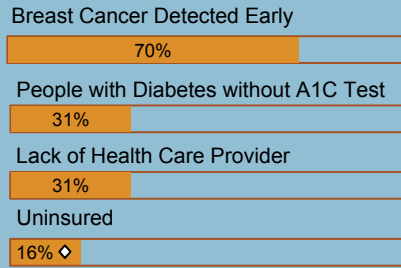 Breast Cancer Detected Early
70%
People with Diabetes without A1C Test
31%
Lack of Health Care Provider
31%
Uninsured
16%